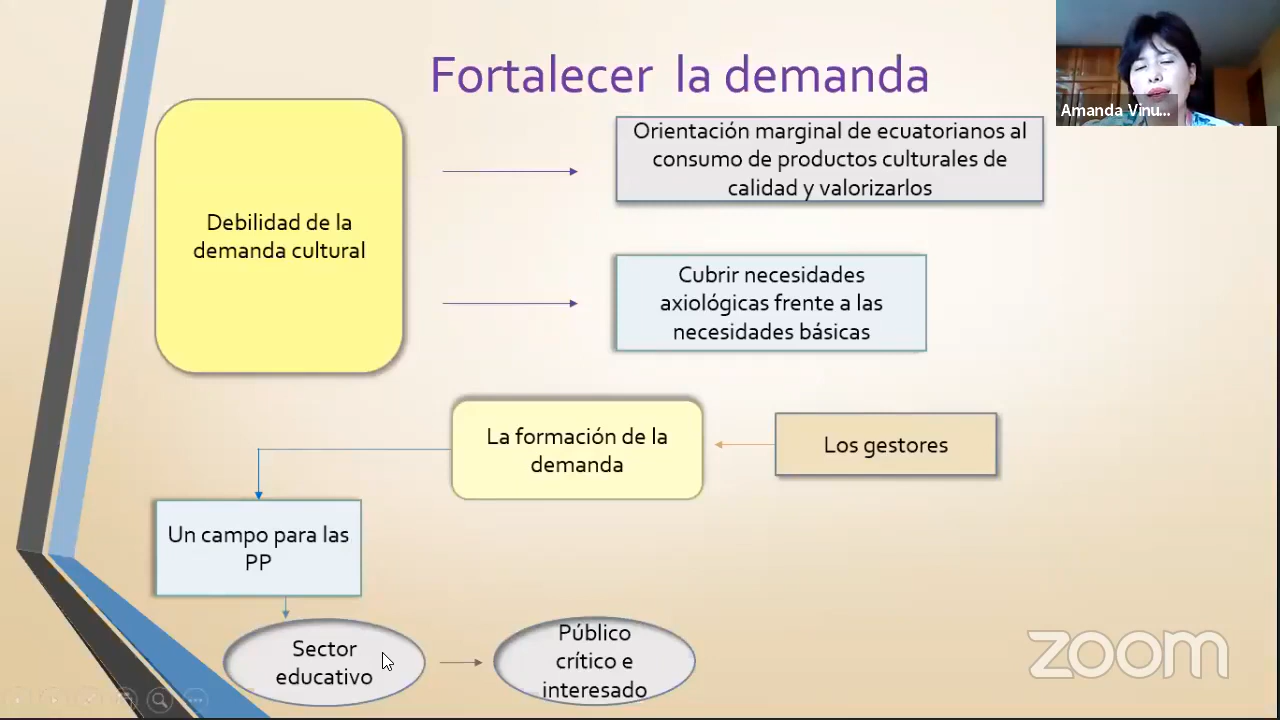 Fortalecer la demanda
Amanda Vinu...
Debilidad de la
demanda cultural
Orientación marginal de ecuatorianos al
consumo de productos culturales de
calidad y valorizarlos
Cubrir necesidades
axiológicas frente a las
necesidades básicas
La formación de la
demanda
Los gestores
Un campo para las
PP
Sector
educativo
Público
crítico e
interesado
zoom